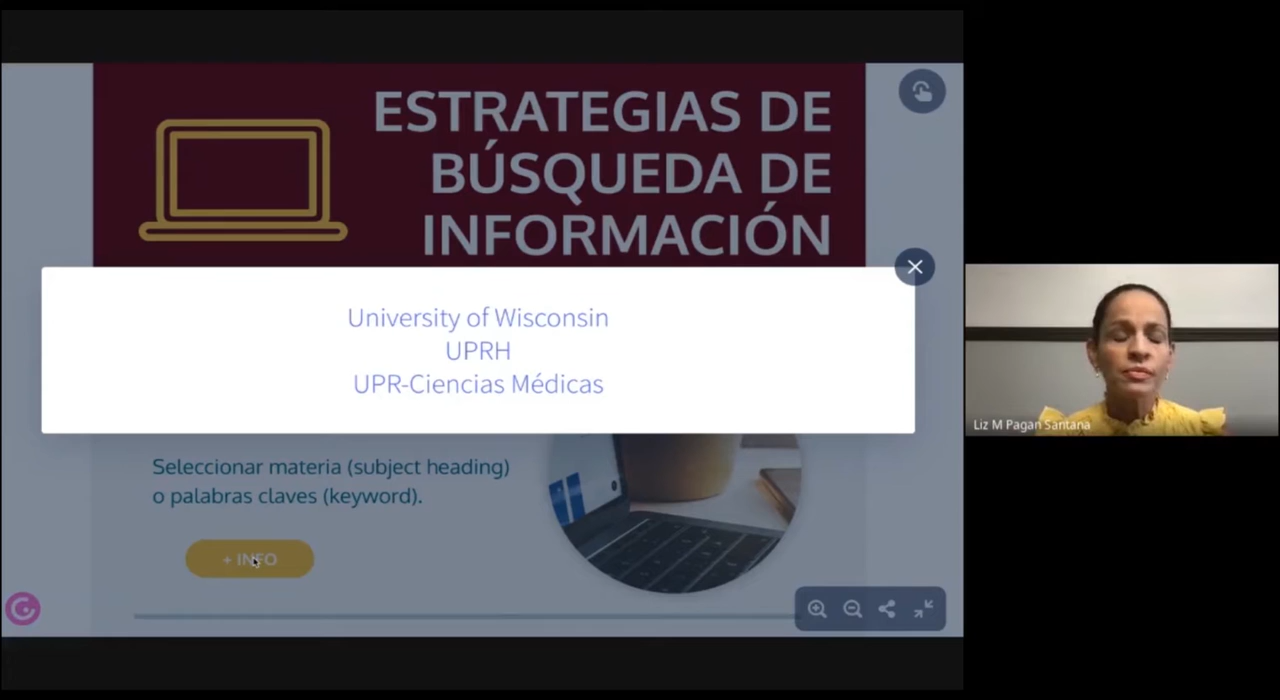 ESTRATEGIAS DE
BÚSQUEDA DE
INFORMACIÓN
University of Wisconsin
UPRH
UPR-Ciencias Médicas
Seleccionar materia (subject heading)
o palabras claves (keyword).
+ INFO
Liz M Pagan Santana